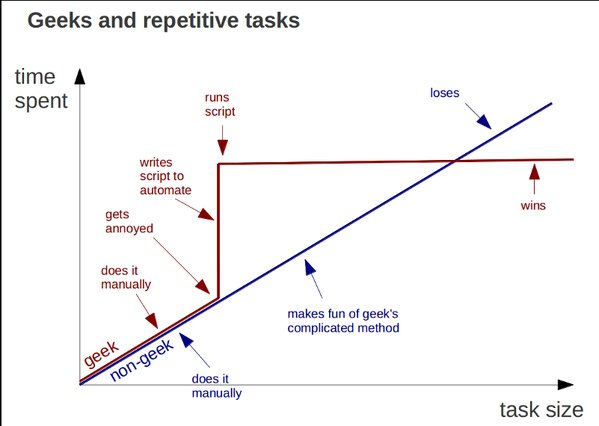 Geeks and repetitive tasks
time
spent
loses
runs
script
writes
script to
automate
gets
annoyed
wins
does it
manually
makes fun of geek's
complicated method
geek
non-geek
does it
manually
task size